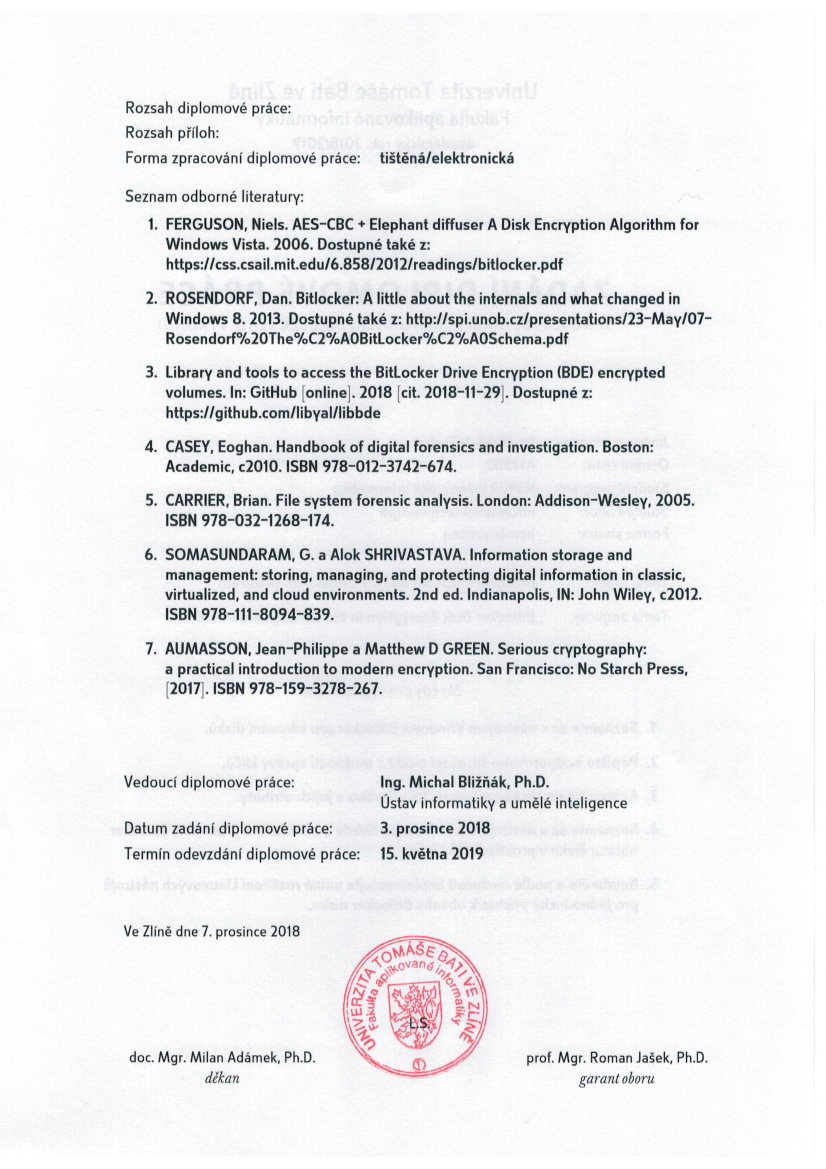 Rozsah diplomové práce:
Rozsah příloh:
Forma zpracování diplomové práce: tištěná/elektronická
Seznam odborné literatury:
1. FERGUSON, Niels. AES-CBC + Elephant diffuser A Disk Encryption Algorithm for
Windows Vista. 2006. Dostupné také z:
https://css.csail.mit.edu/6.858/2012/readings/bitlocker.pdf
2. ROSENDORF, Dan. Bitlocker: A little about the internals and what changed in
Windows 8. 2013. Dostupné také z: http://spi.unob.cz/presentations/23-May/07-
Rosendorf%20The%C2%A0BitLocker%C2%A0Schema.pdf
3. Library and tools to access the BitLocker Drive Encryption (BDE) encrypted
volumes. In: GitHub [online]. 2018 [cit. 2018-11-29]. Dostupné z:
https://github.com/libyal/libbde
4. CASEY, Eoghan. Handbook of digital forensics and investigation. Boston:
Academic, c2010. ISBN 978-012-3742-674.
5. CARRIER, Brian. File system forensic analysis. London: Addison-Wesley, 2005.
ISBN 978-032-1268-174.
6. SOMASUNDARAM, G. a Alok SHRIVASTAVA. Information storage and
management: storing, managing, and protecting digital information in classic,
virtualized, and cloud environments. 2nd ed. Indianapolis, IN: John Wiley, c2012.
ISBN 978-111-8094-839.
7. AUMASSON, Jean-Philippe a Matthew D GREEN. Serious cryptography:
a practical introduction to modern encryption. San Francisco: No Starch Press,
[2017]. ISBN 978-159-3278-267.
Vedoucí diplomové práce: Ing. Michal Bližňák, Ph.D.
Ústav informatiky a umělé inteligence
Datum zadání diplomové práce: 3. prosince 2018
Termín odevzdání diplomové práce: 15. května 2019
Ve Zlíně dne 7. prosince 2018
UNIVERZITA TOMÁŠE BATI VE ZLÍNĚ
Fakulta aplikované informatiky
L.S.
1
doc. Mgr. Milan Adámek, Ph.D.
děkan
prof. Mgr. Roman Jašek, Ph.D.
garant oboru